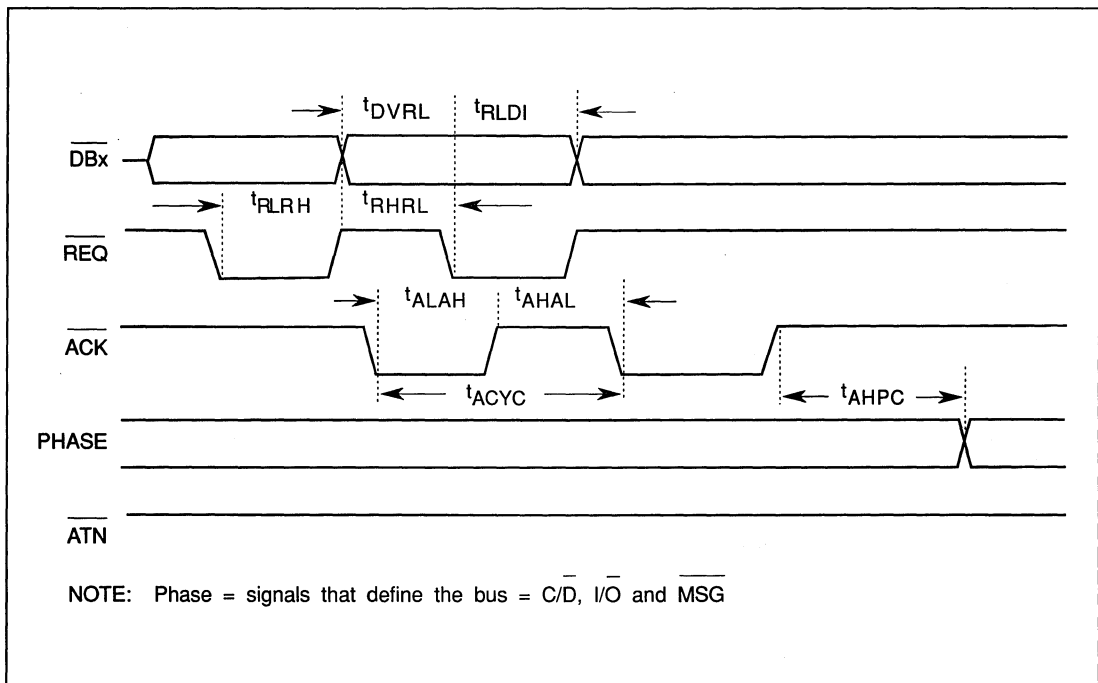 tDVRL tRLDI
DBx
tRLRH tRHRL
REQ
tALAH tAHAL
ACK
tACYC
tAHPC
PHASE
ATN
NOTE: Phase = signals that define the bus = C/D̅, I/O̅ and M̅S̅G̅